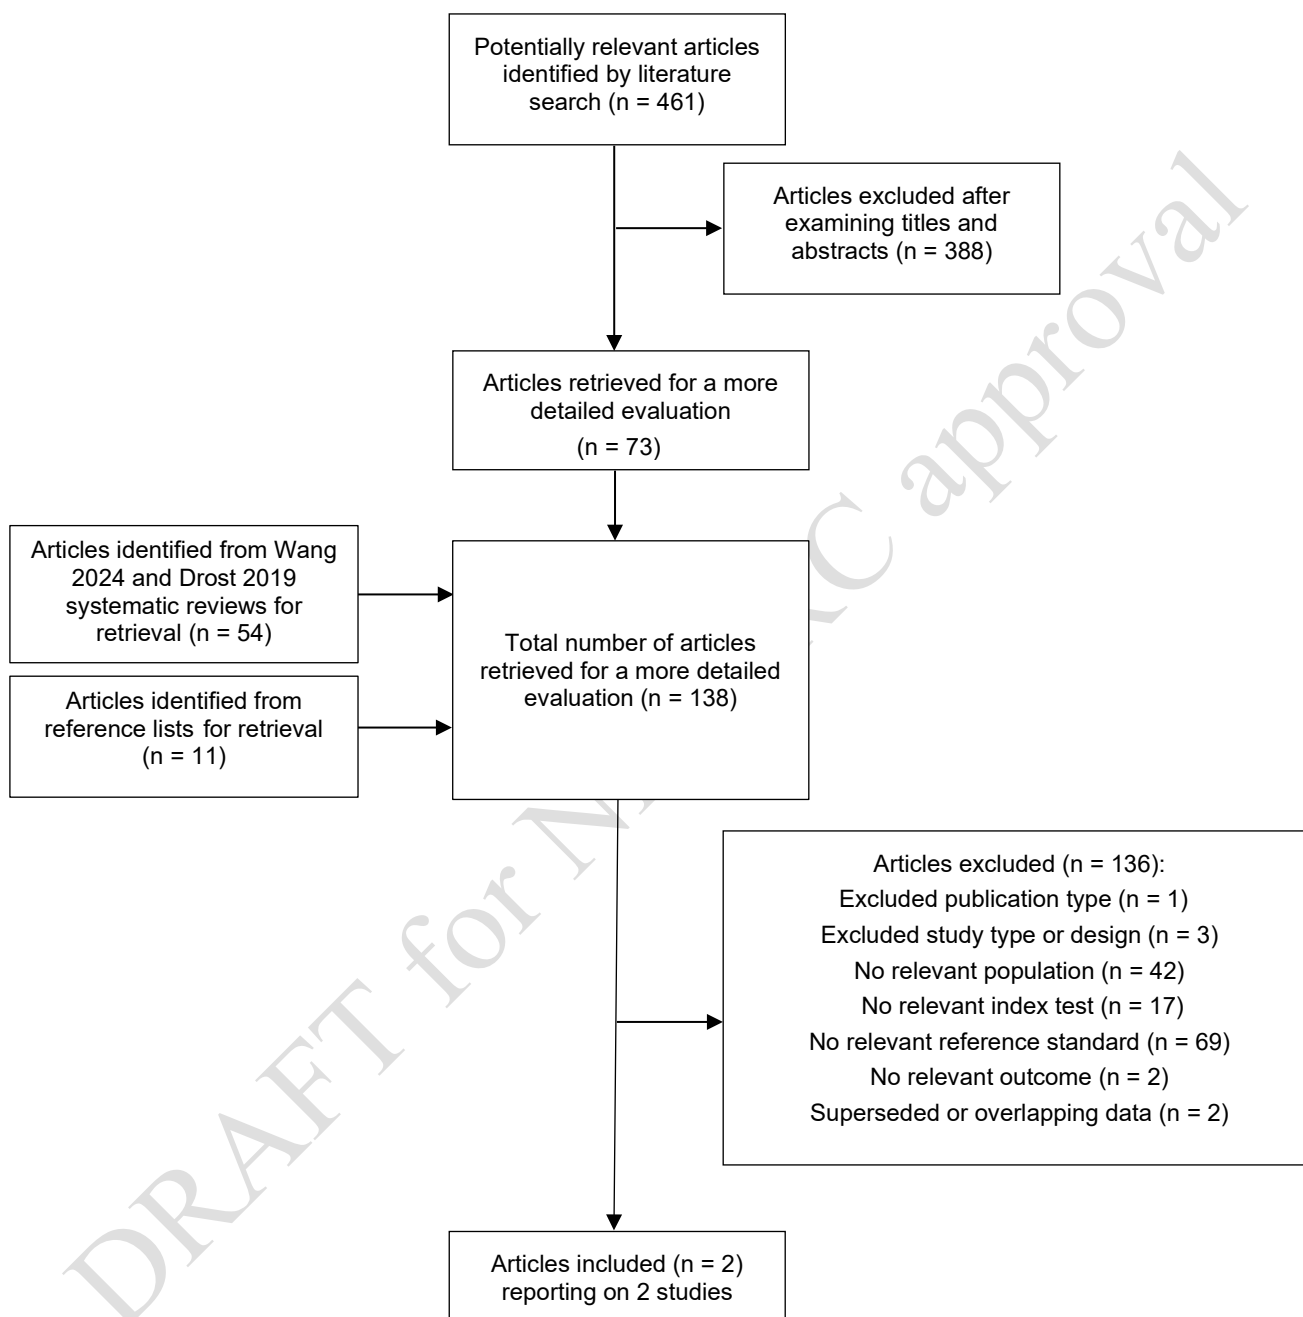 Potentially relevant articles
identified by literature
search (n = 461)
Articles excluded after
examining titles and
abstracts (n = 388)
Articles retrieved for a more
detailed evaluation
(n = 73)
Articles identified from Wang
2024 and Drost 2019
systematic reviews for
retrieval (n = 54)
Total number of articles
retrieved for a more detailed
evaluation (n = 138)
Articles identified from
reference lists for retrieval
(n = 11)
Articles excluded (n = 136):
Excluded publication type (n = 1)
Excluded study type or design (n = 3)
No relevant population (n = 42)
No relevant index test (n = 17)
No relevant reference standard (n = 69)
No relevant outcome (n = 2)
Superseded or overlapping data (n = 2)
Articles included (n = 2)
reporting on 2 studies
DRAFT for approval